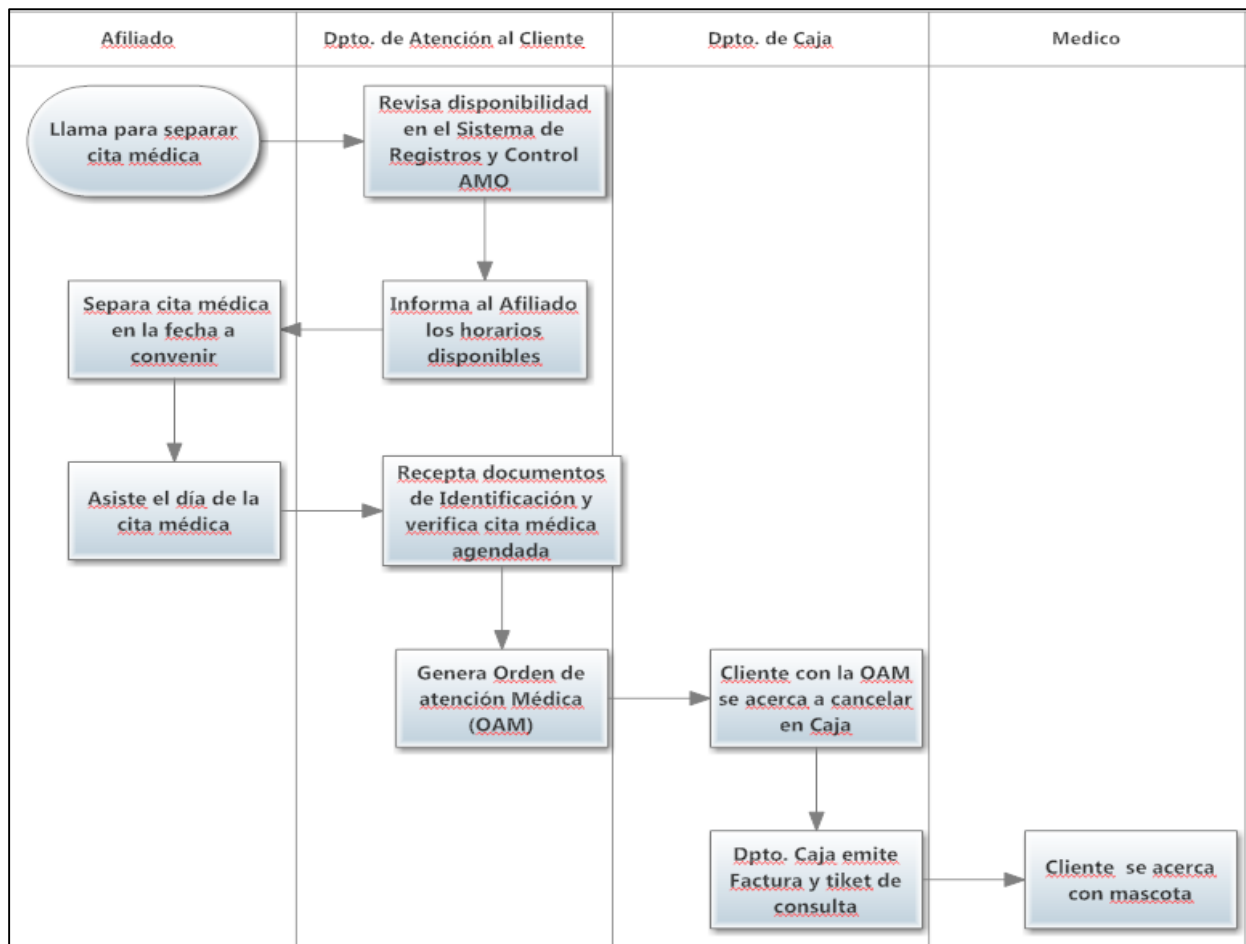 Afiliado
Dpto. de Atención al Cliente
Dpto. de Caja
Medico
Llama para separar
cita médica
Revisa disponibilidad
en el Sistema de
Registros y Control
AMO
Separa cita médica
en la fecha a
convenir
Informa al Afiliado
los horarios
disponibles
Asiste el día de la
cita médica
Recepta documentos
de Identificación y
verifica cita médica
agendada
Genera Orden de
atención Médica
(OAM)
Cliente con la OAM
se acerca a cancelar
en Caja
Dpto. Caja emite
Factura y tiket de
consulta
Cliente se acerca
con mascota